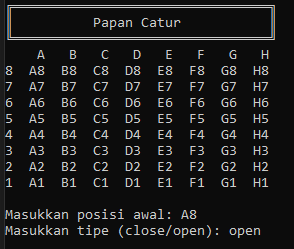 Papan Catur
A B C D E F G H
8 A8 B8 C8 D8 E8 F8 G8 H8
7 A7 B7 C7 D7 E7 F7 G7 H7
6 A6 B6 C6 D6 E6 F6 G6 H6
5 A5 B5 C5 D5 E5 F5 G5 H5
4 A4 B4 C4 D4 E4 F4 G4 H4
3 A3 B3 C3 D3 E3 F3 G3 H3
2 A2 B2 C2 D2 E2 F2 G2 H2
1 A1 B1 C1 D1 E1 F1 G1 H1
Masukkan posisi awal: A8
Masukkan tipe (close/open): open